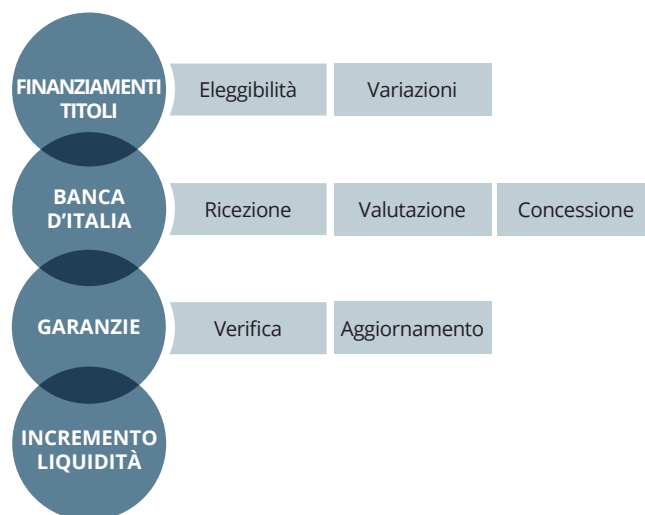 FINANZIAMENTI
TITOLI
Eleggibilità
Variazioni
BANCA
D'ITALIA
Ricezione
Valutazione
Concessione
GARANZIE
Verifica
Aggiornamento
INCREMENTO
LIQUIDITÀ